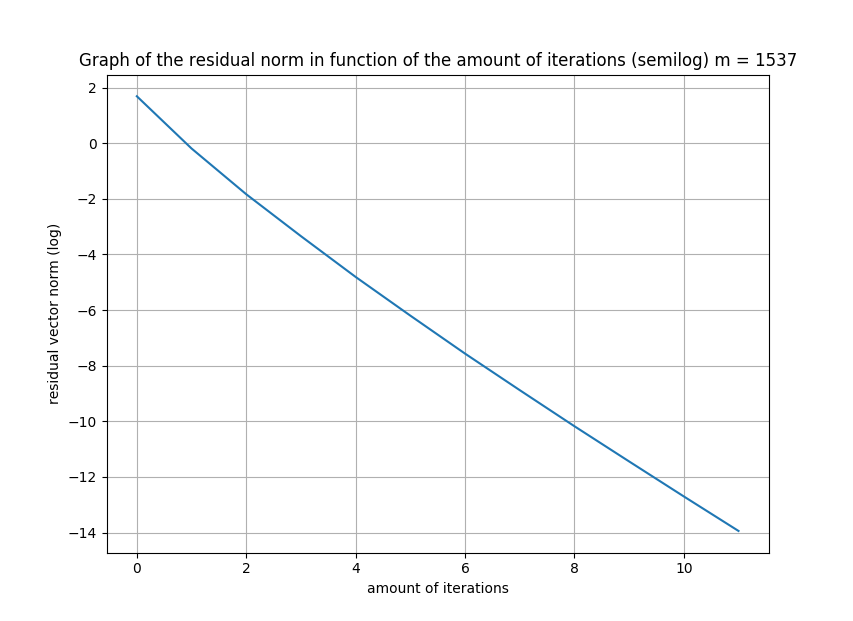 Graph of the residual norm in function of the amount of iterations (semilog) m = 1537
2
0
−2
−4
−6
−8
−10
−12
−14
residual vector norm (log)
0 2 4 6 8 10
amount of iterations